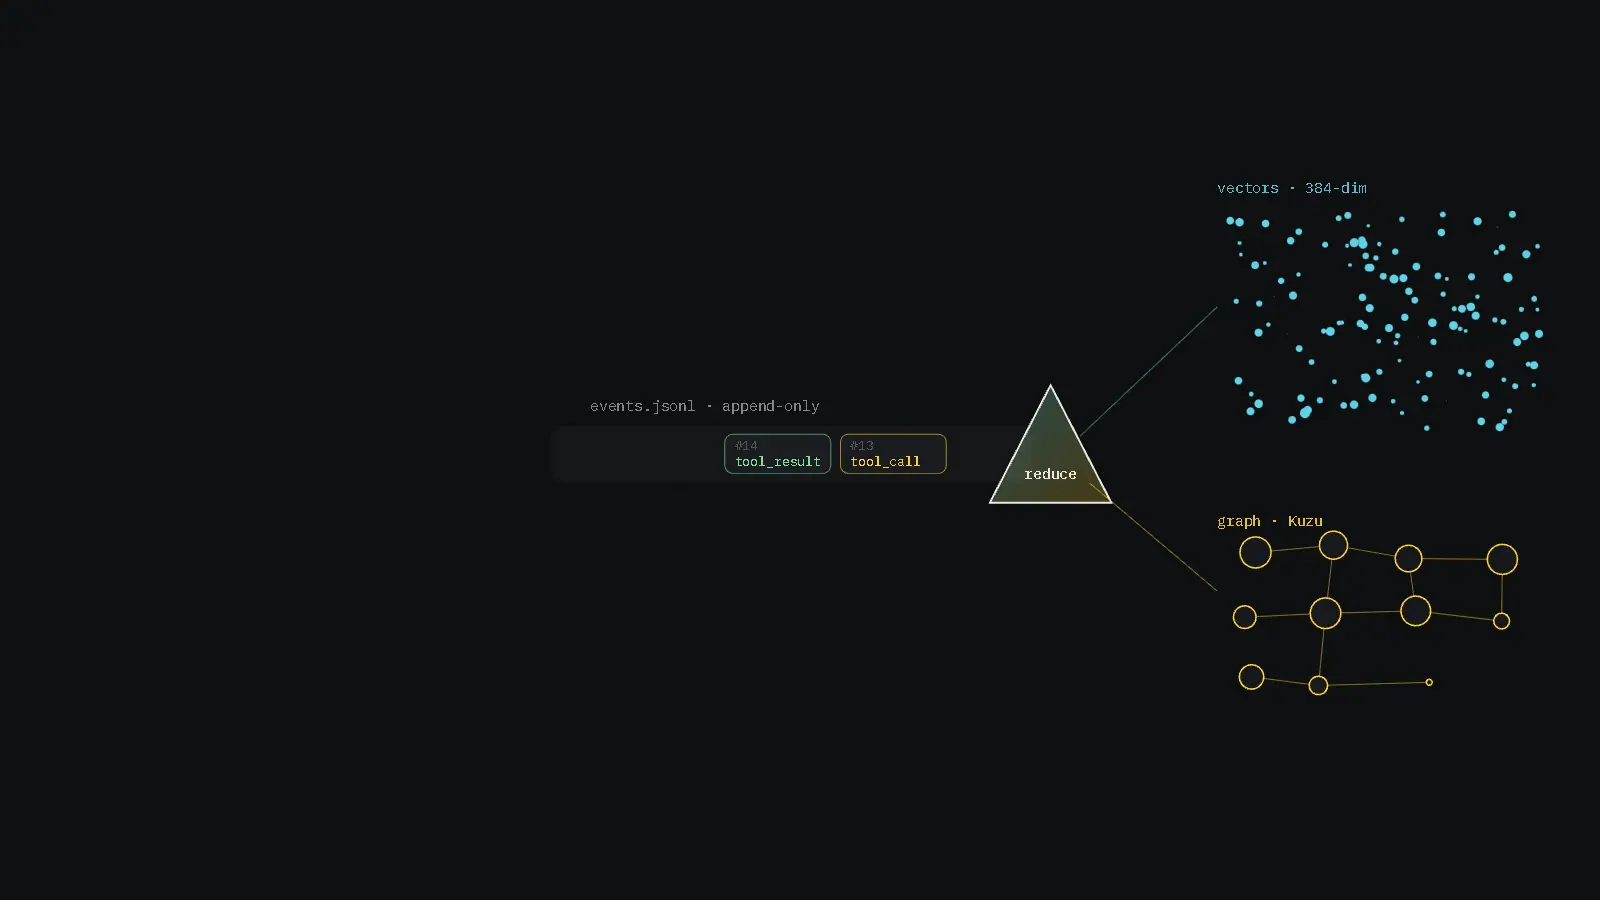 vectors · 384-dim
events.jsonl · append-only
#14
tool_result
#13
tool_call
reduce
graph · Kuzu